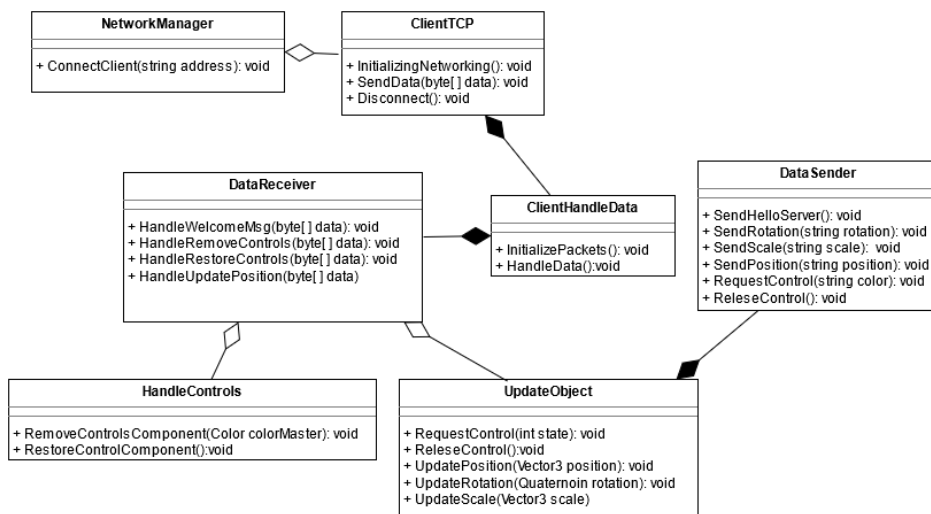 NetworkManager
+ ConnectClient(string address): void
ClientTCP
+ InitializingNetworking(): void
+ SendData(byte[ ] data): void
+ Disconnect(): void
DataReceiver
+ HandleWelcomeMsg(byte[ ] data): void
+ HandleRemoveControls(byte[ ] data): void
+ HandleRestoreControls(byte[ ] data): void
+ HandleUpdatePosition(byte[ ] data)
ClientHandleData
+ InitializePackets(): void
+ HandleData():void
DataSender
+ SendHelloServer(): void
+ SendRotation(string rotation): void
+ SendScale(string scale): void
+ SendPosition(string position): void
+ RequestControl(string color): void
+ ReleseControl(): void
HandleControls
+ RemoveControlsComponent(Color colorMaster): void
+ RestoreControlComponent():void
UpdateObject
+ RequestControl(int state): void
+ ReleseControl():void
+ UpdatePosition(Vector3 position): void
+ UpdateRotation(Quaternoin rotation): void
+ UpdateScale(Vector3 scale)